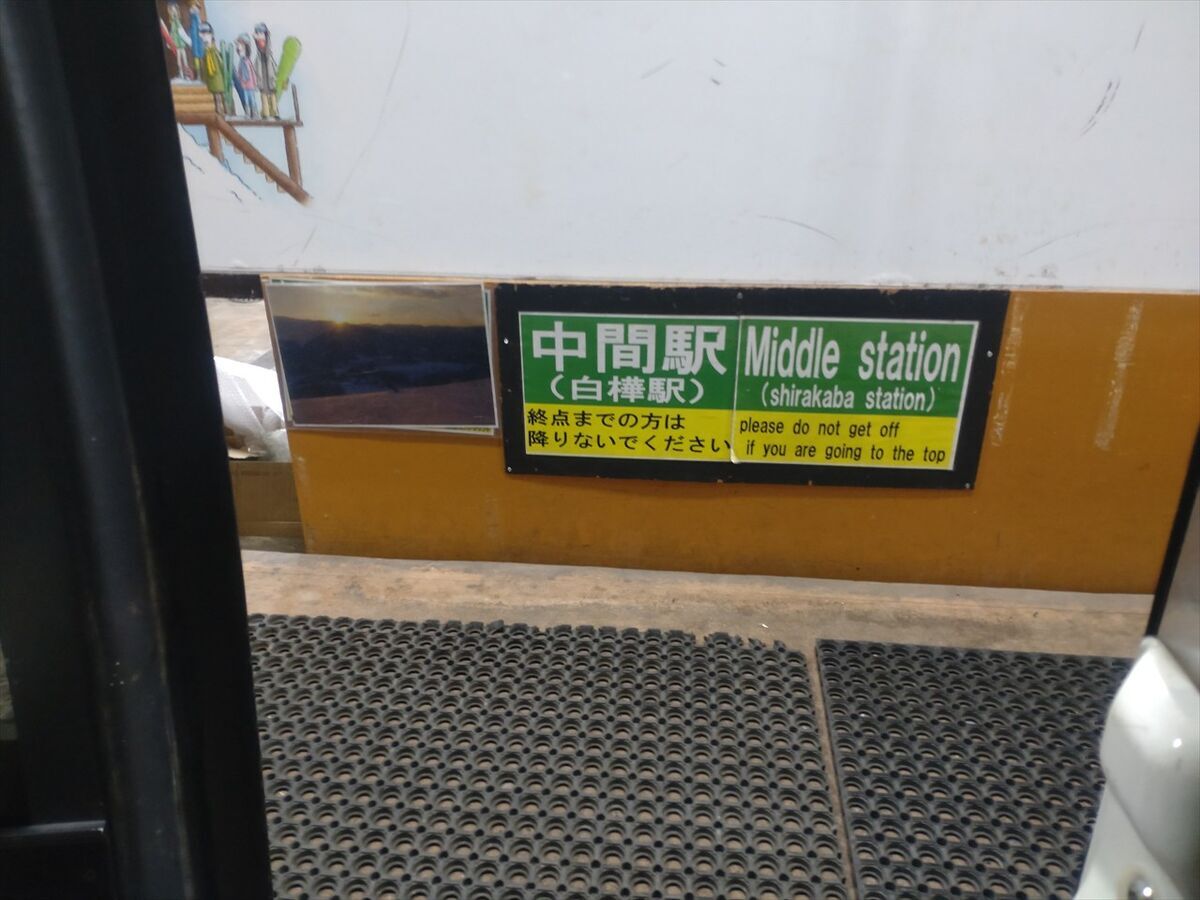 中間駅
（白樺駅）
終点までの方は
降りないでください
Middle station
(shirakaba station)
please do not get off
if you are going to the top